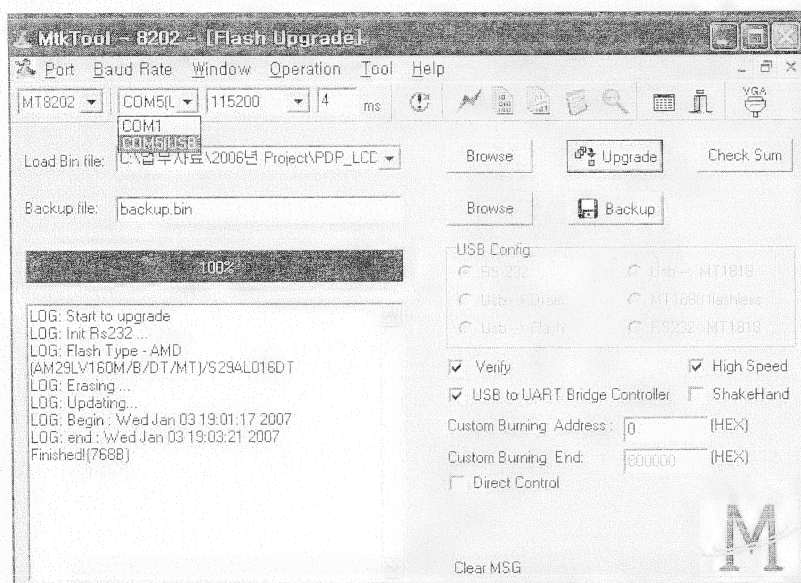 MtkTool - 8202 - [Flash Upgrade]
Port Baud Rate Window Operation Tool Help
MT8202 COM5(U 115200 4 ms VGA
COM1
COM5(USB
Load Bin file: C:\업무자료\2006년 Project\PDP_LCD Browse Upgrade Check Sum
Backup file: backup.bin Browse Backup
100%
USB Config.
RS-232 Usb -> MT1818
Usb -> Dram MT1888 flashless
Usb -> Flash RS232 -> MT1818
LOG: Start to upgrade
LOG: Init Rs232 ...
LOG: Flash Type - AMD
(AM29LV160M/B/DT/MT)/S29AL016DT
LOG: Erasing ...
LOG: Updating...
LOG: Begin : Wed Jan 03 19:01:17 2007
LOG: end : Wed Jan 03 19:03:21 2007
Finished!(768B)
Verify High Speed
USB to UART Bridge Controller ShakeHand
Custom Burning Address : 0 (HEX)
Custom Burning End: 800000 (HEX)
Direct Control
Clear MSG
M